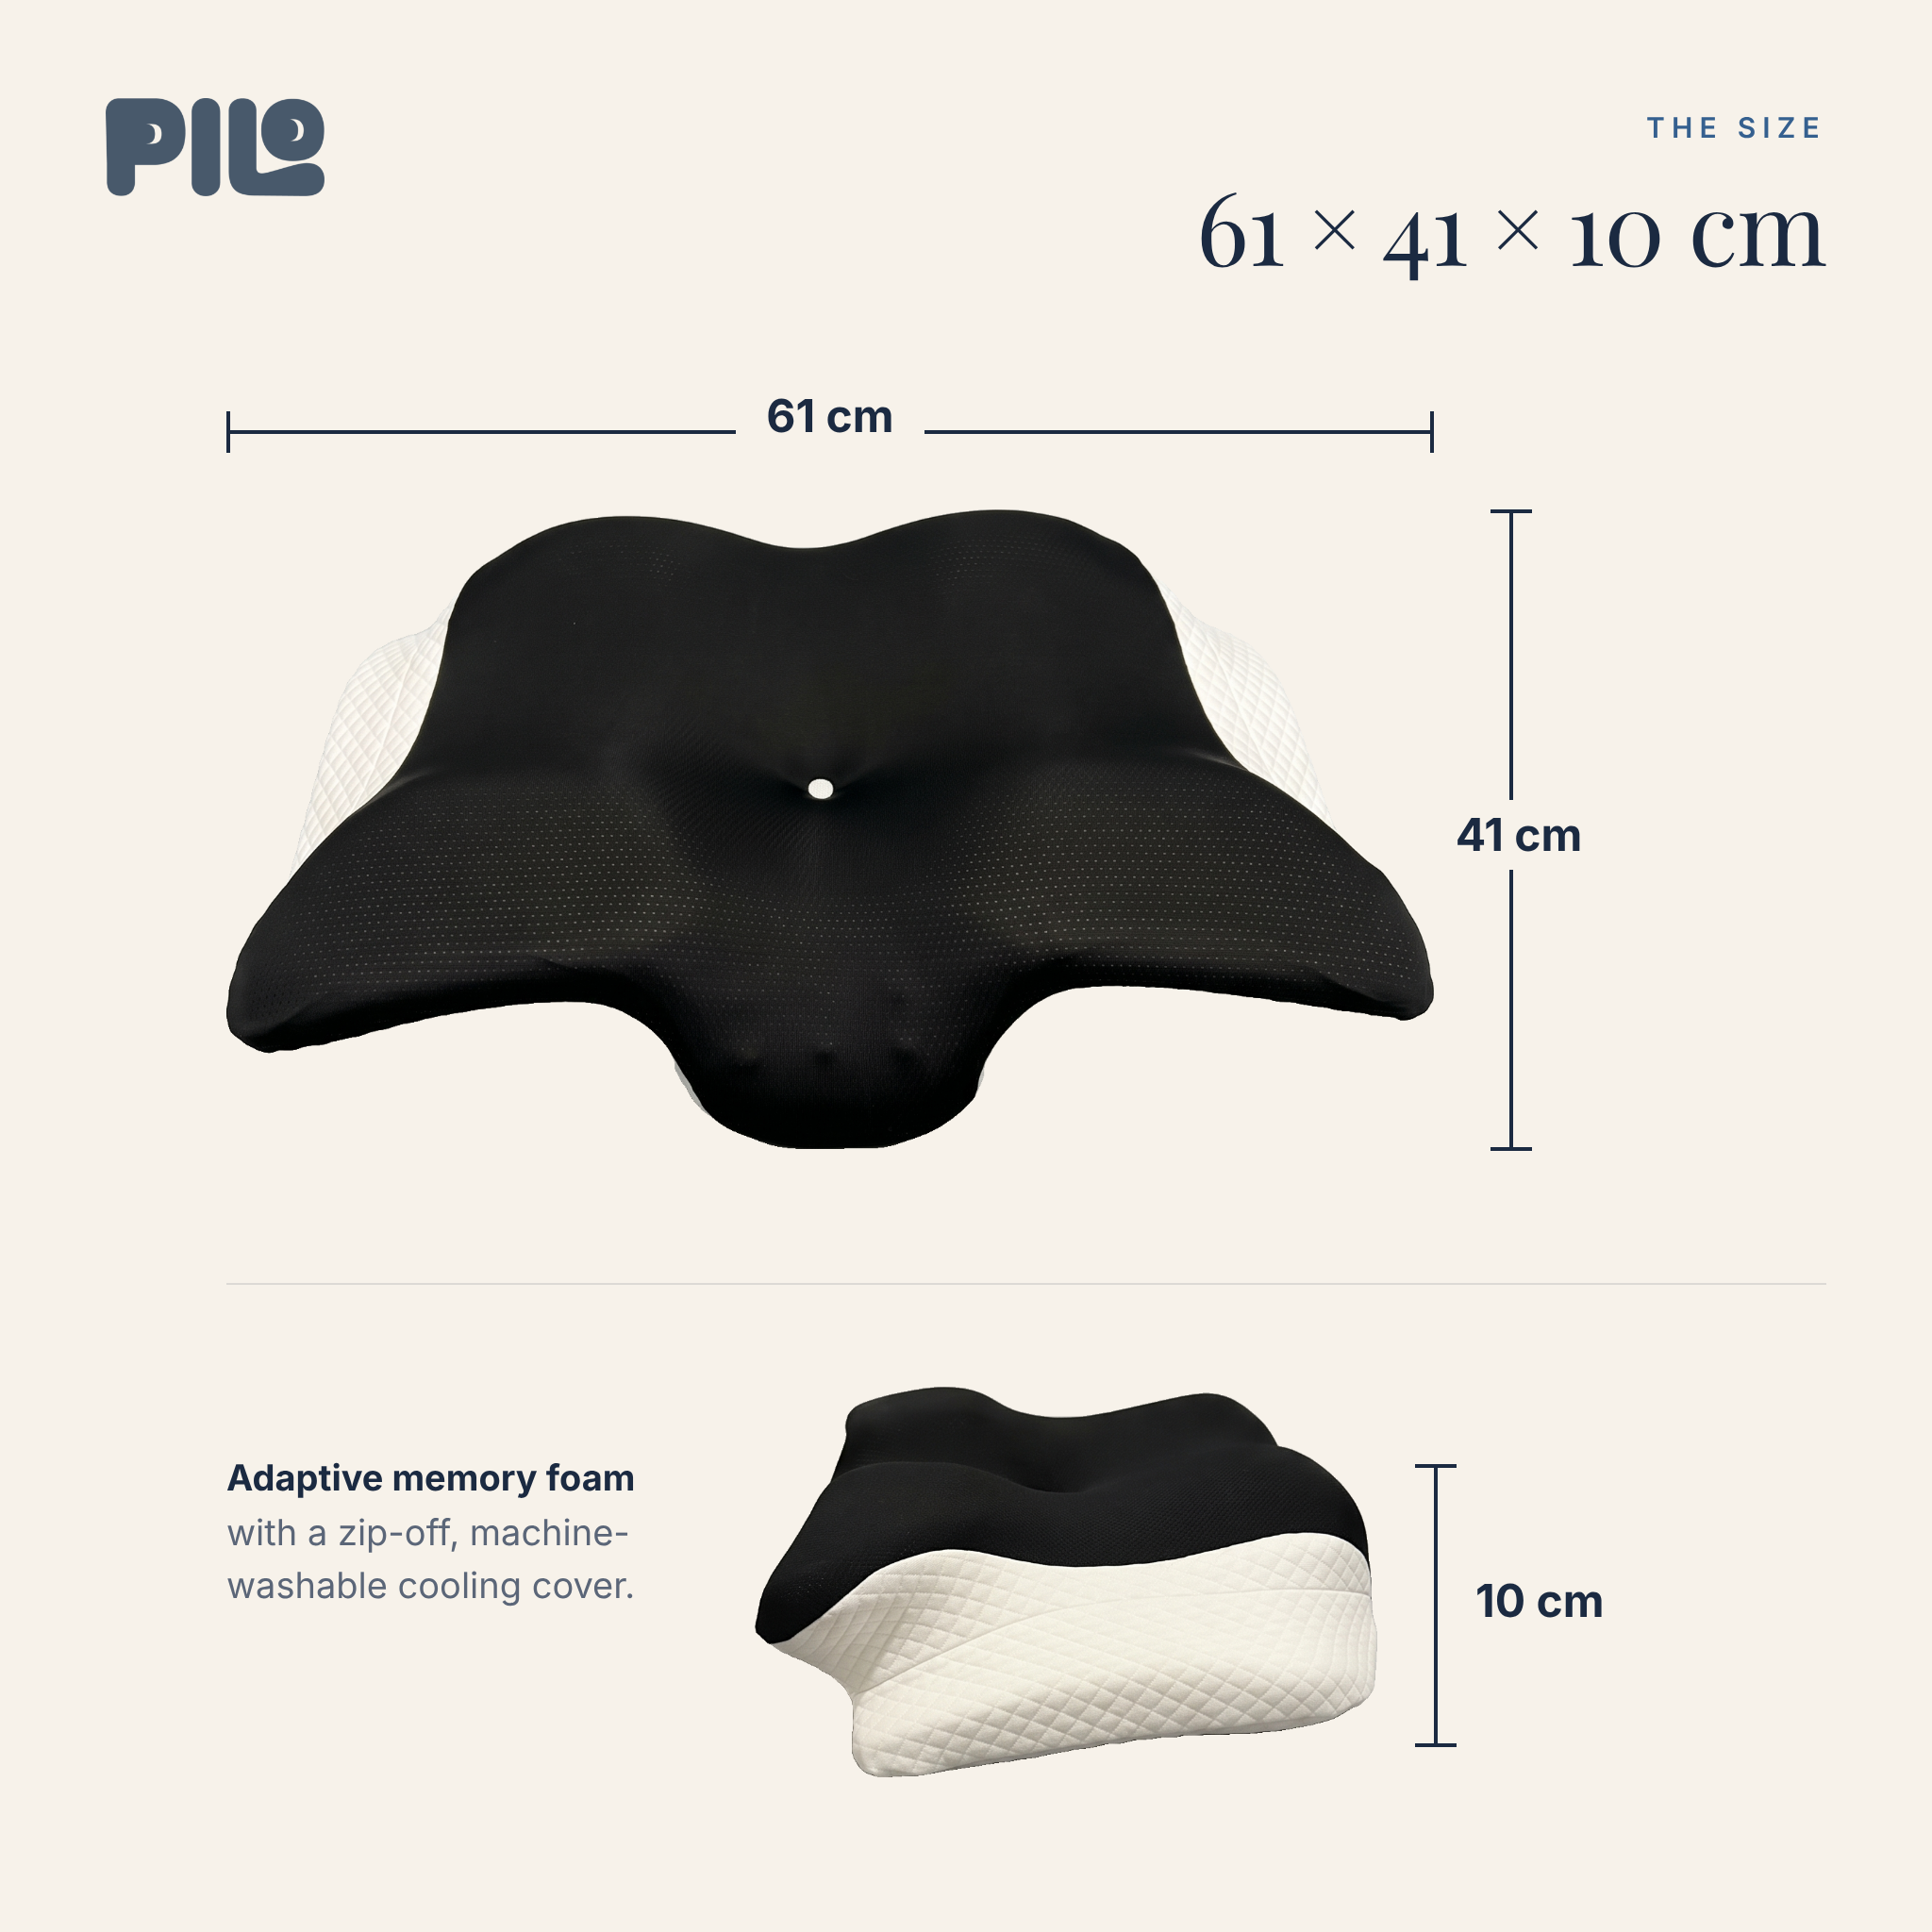 PILO
THE SIZE
61 × 41 × 10 cm
61 cm
41 cm
Adaptive memory foam
with a zip-off, machine-
washable cooling cover.
10 cm